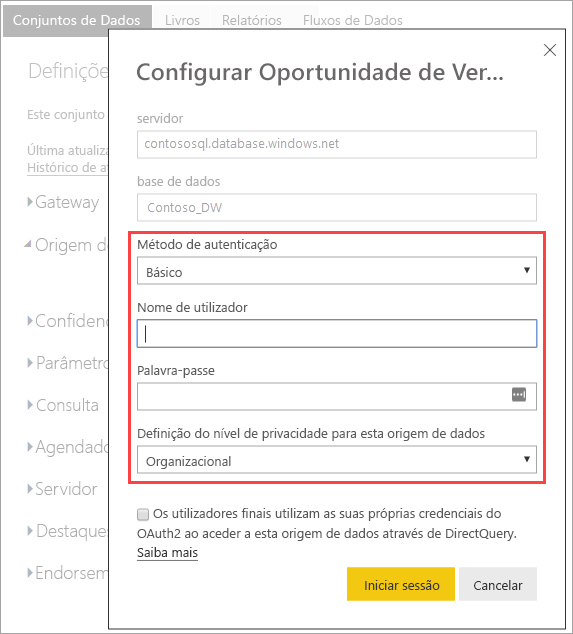 Conjuntos de Dados Livros Relatórios Fluxos de Dados
Configurar Oportunidade de Ver...
servidor
contososql.database.windows.net
base de dados
Contoso_DW
Método de autenticação
Básico
Nome de utilizador
Palavra-passe
Definição do nível de privacidade para esta origem de dados
Organizacional
Os utilizadores finais utilizam as suas próprias credenciais do
OAuth2 ao aceder a esta origem de dados através de DirectQuery.
Saiba mais
Iniciar sessão Cancelar
Definiçõe
Este conjunto
Última atualiza
Histórico de a
Gateway
Origem d
Confidenc
Parâmetro
Consulta
Agendado
Servidor
Destaques
Endorsem